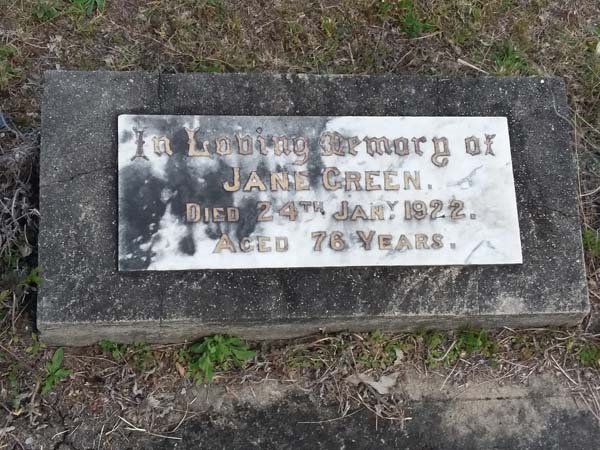 In Loving Memory of
JANE GREEN.
DIED 24TH JANY 1922.
AGED 76 YEARS.